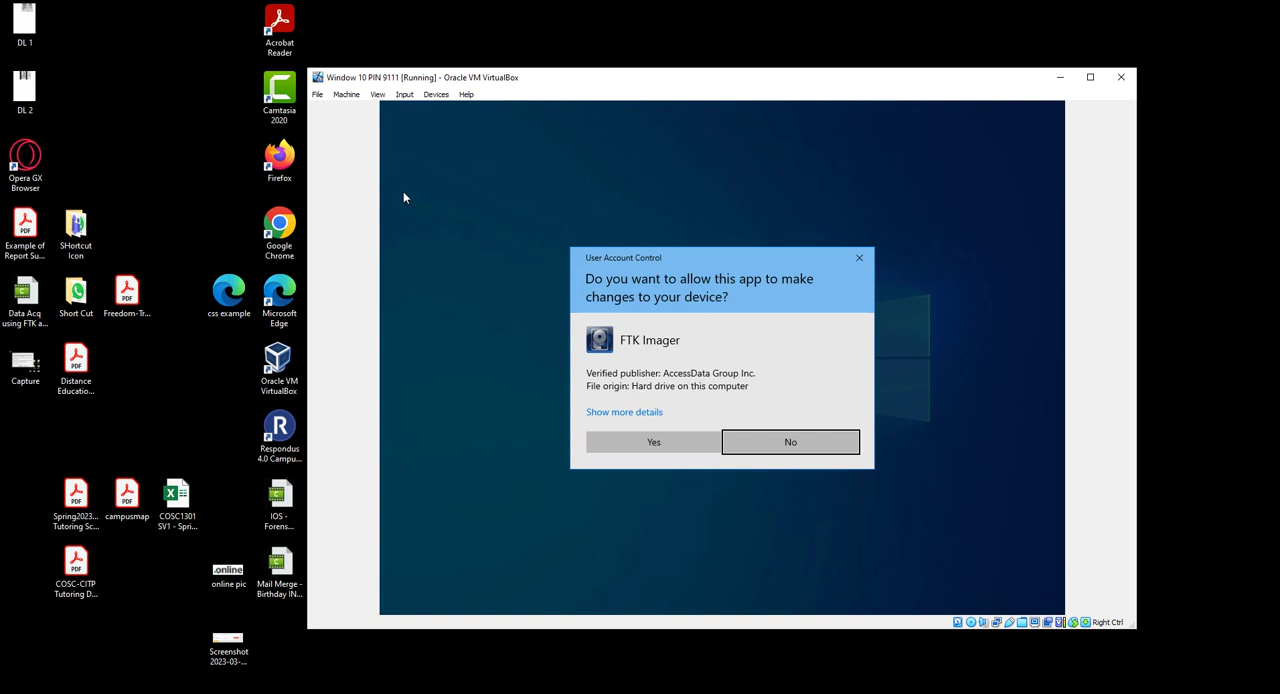 DL 1
DL 2
Opera GX
Browser
Example of
Report Su...
SHortcut
Icon
Data Acq
using FTK a...
Short Cut
Freedom-Tr...
Capture
Distance
Educatio...
Spring2023...
Tutoring Sc...
campusmap
COSC1301
SV1 - Spri...
COSC-CITP
Tutoring D...
css example
.online
online pic
Screenshot
2023-03-...
Acrobat
Reader
Camtasia
2020
Firefox
Google
Chrome
Microsoft
Edge
Oracle VM
VirtualBox
R
Respondus
4.0 Campu...
IOS -
Forens...
Mail Merge -
Birthday IN...
Window 10 PIN 9111 [Running] - Oracle VM VirtualBox
File Machine View Input Devices Help
User Account Control
Do you want to allow this app to make
changes to your device?
FTK Imager
Verified publisher: AccessData Group Inc.
File origin: Hard drive on this computer
Show more details
Yes No
Right Ctrl